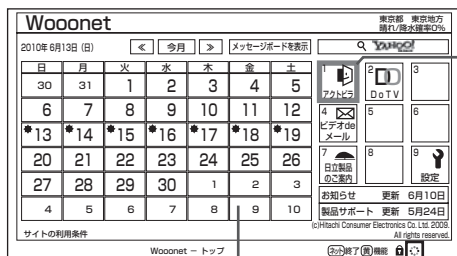 Wooonet
東京都 東京地方
晴れ/降水確率0%
2010年 6月13日 (日)
≪ 今月 ≫ メッセージボードを表示
YAHOO!
日 月 火 水 木 金 土
30 31 1 2 3 4 5
6 7 8 9 10 11 12
*13 *14 *15 *16 *17 *18 *19
20 21 22 23 24 25 26
27 28 29 30 1 2 3
4 5 6 7 8 9 10
1 アクトビラ
2 DoTV
3
4 ビデオde
メール
5
6
7 日立製品
のご案内
8
9 設定
お知らせ 更新 6月10日
製品サポート 更新 5月24日
サイトの利用条件
(c)Hitachi Consumer Electronics Co. Ltd. 2009.
All rights reserved.
Wooonet − トップ
ネット終了 黄機能